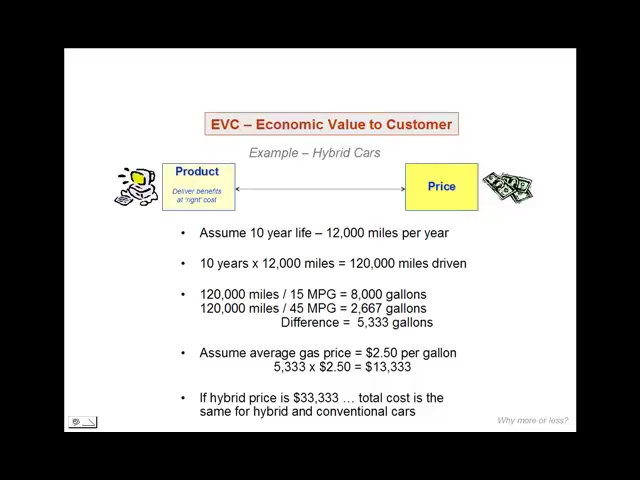 EVC – Economic Value to Customer
Example – Hybrid Cars
Product
Deliver benefits
at 'right' cost
Price
• Assume 10 year life – 12,000 miles per year
• 10 years x 12,000 miles = 120,000 miles driven
• 120,000 miles / 15 MPG = 8,000 gallons
120,000 miles / 45 MPG = 2,667 gallons
Difference = 5,333 gallons
• Assume average gas price = $2.50 per gallon
5,333 x $2.50 = $13,333
• If hybrid price is $33,333 … total cost is the
same for hybrid and conventional cars
Why more or less?